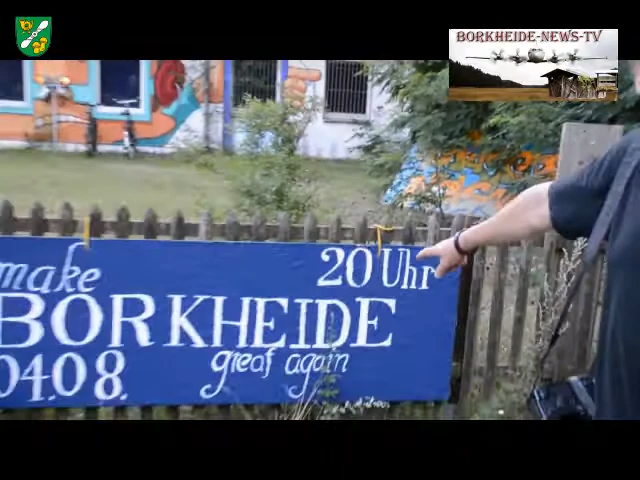 BORKHEIDE-NEWS-TV
make 20 Uhr
BORKHEIDE
04.08. great again